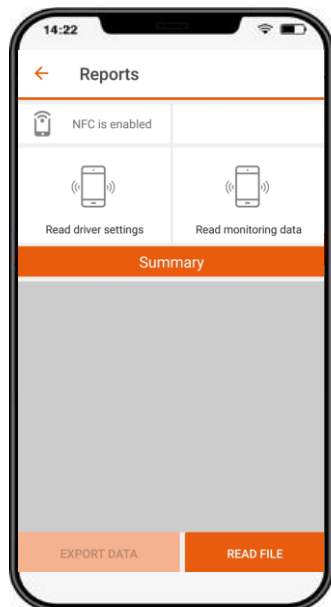 14:22
Reports
NFC is enabled
Read driver settings
Read monitoring data
Summary
EXPORT DATA
READ FILE